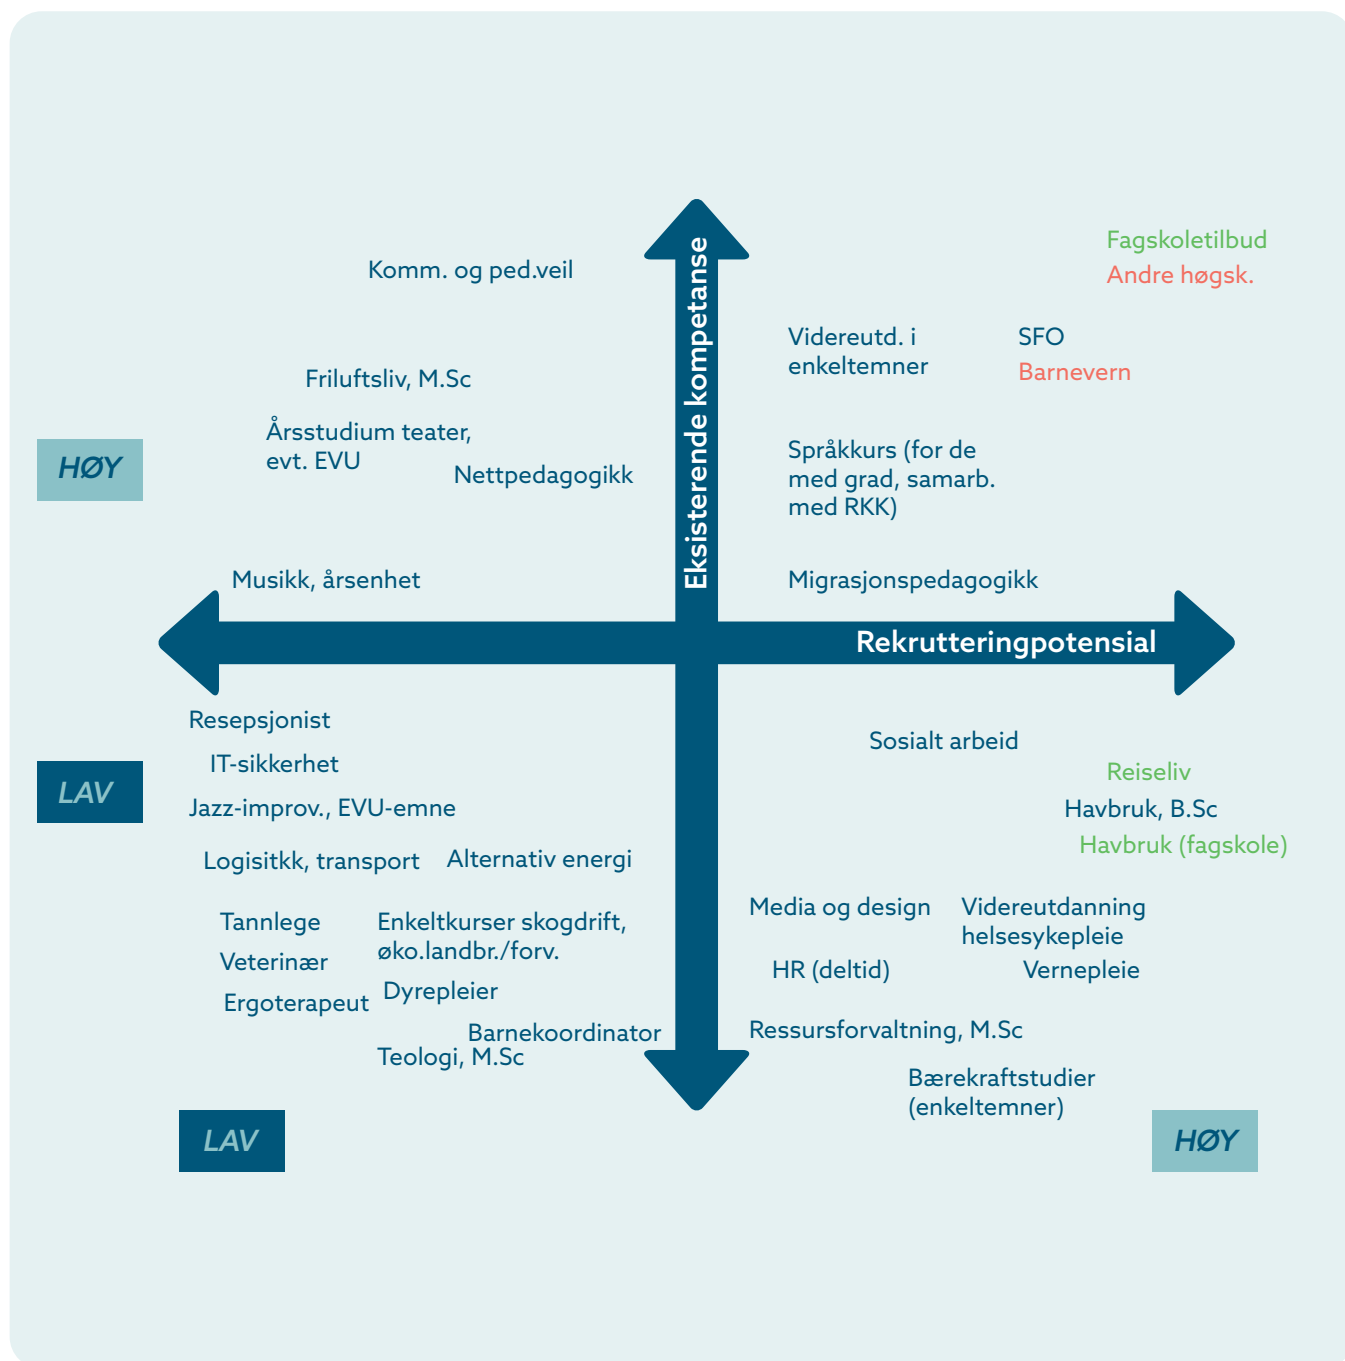 Fagskoletilbud
Andre høgsk.
Komm. og ped.veil
Eksisterende kompetanse
Videreutd. i
enkeltemner
SFO
Barnevern
Friluftsliv, M.Sc
Årsstudium teater,
evt. EVU
Nettpedagogikk
HØY
Språkkurs (for de
med grad, samarb.
med RKK)
Musikk, årsenhet
Migrasjonspedagogikk
Rekrutteringpotensial
Resepsjonist
IT-sikkerhet
LAV
Jazz-improv., EVU-emne
Logisitkk, transport
Alternativ energi
Sosialt arbeid
Reiseliv
Havbruk, B.Sc
Havbruk (fagskole)
Tannlege
Veterinær
Ergoterapeut
Enkeltkurser skogdrift,
øko.landbr./forv.
Dyrepleier
Barnekoordinator
Teologi, M.Sc
Media og design
Videreutdanning
helsesykepleie
HR (deltid)
Vernepleie
Ressursforvaltning, M.Sc
Bærekraftstudier
(enkeltemner)
LAV
HØY